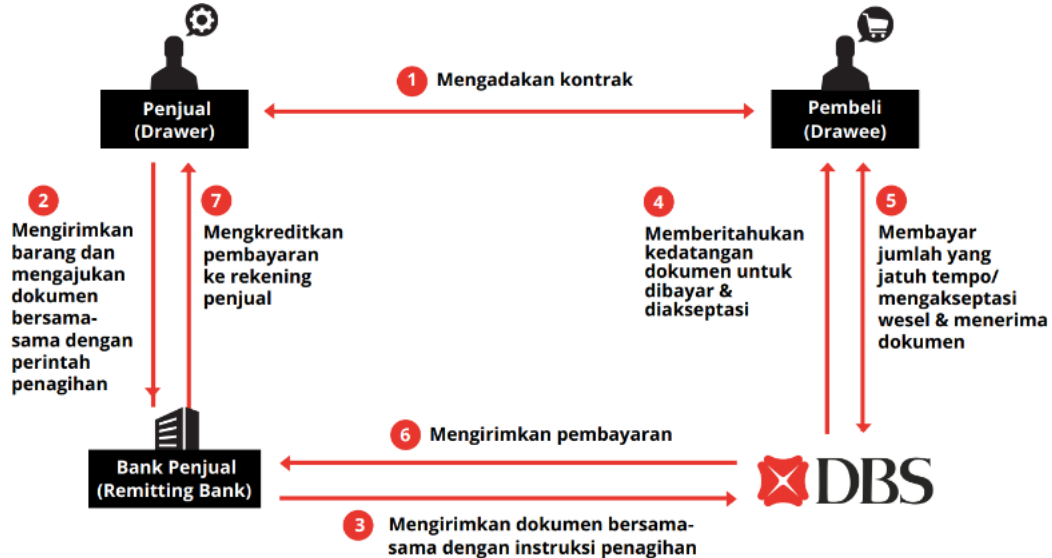 1 Mengadakan kontrak
Penjual
(Drawer)
Pembeli
(Drawee)
2
Mengirimkan
barang dan
mengajukan
dokumen
bersama-
sama dengan
perintah
penagihan
7
Mengkreditkan
pembayaran
ke rekening
penjual
4
Memberitahukan
kedatangan
dokumen untuk
dibayar &
diakseptasi
5
Membayar
jumlah yang
jatuh tempo/
mengakseptasi
wesel & menerima
dokumen
6 Mengirimkan pembayaran
Bank Penjual
(Remitting Bank)
DBS
3 Mengirimkan dokumen bersama-
sama dengan instruksi penagihan